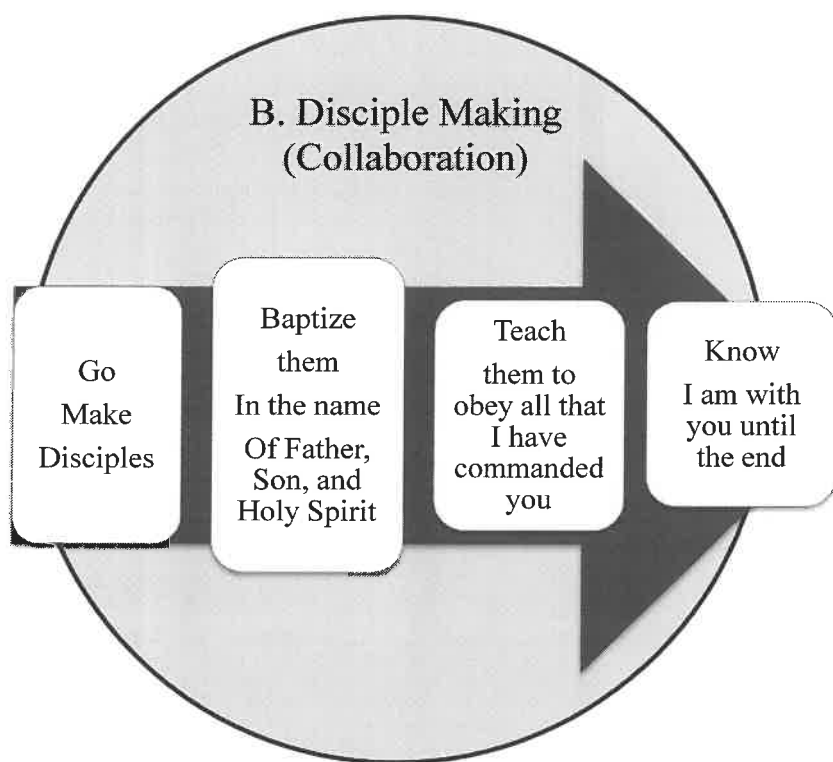 B. Disciple Making
(Collaboration)
Go
Make
Disciples
Baptize
them
In the name
Of Father,
Son, and
Holy Spirit
Teach
them to
obey all that
I have
commanded
you
Know
I am with
you until
the end